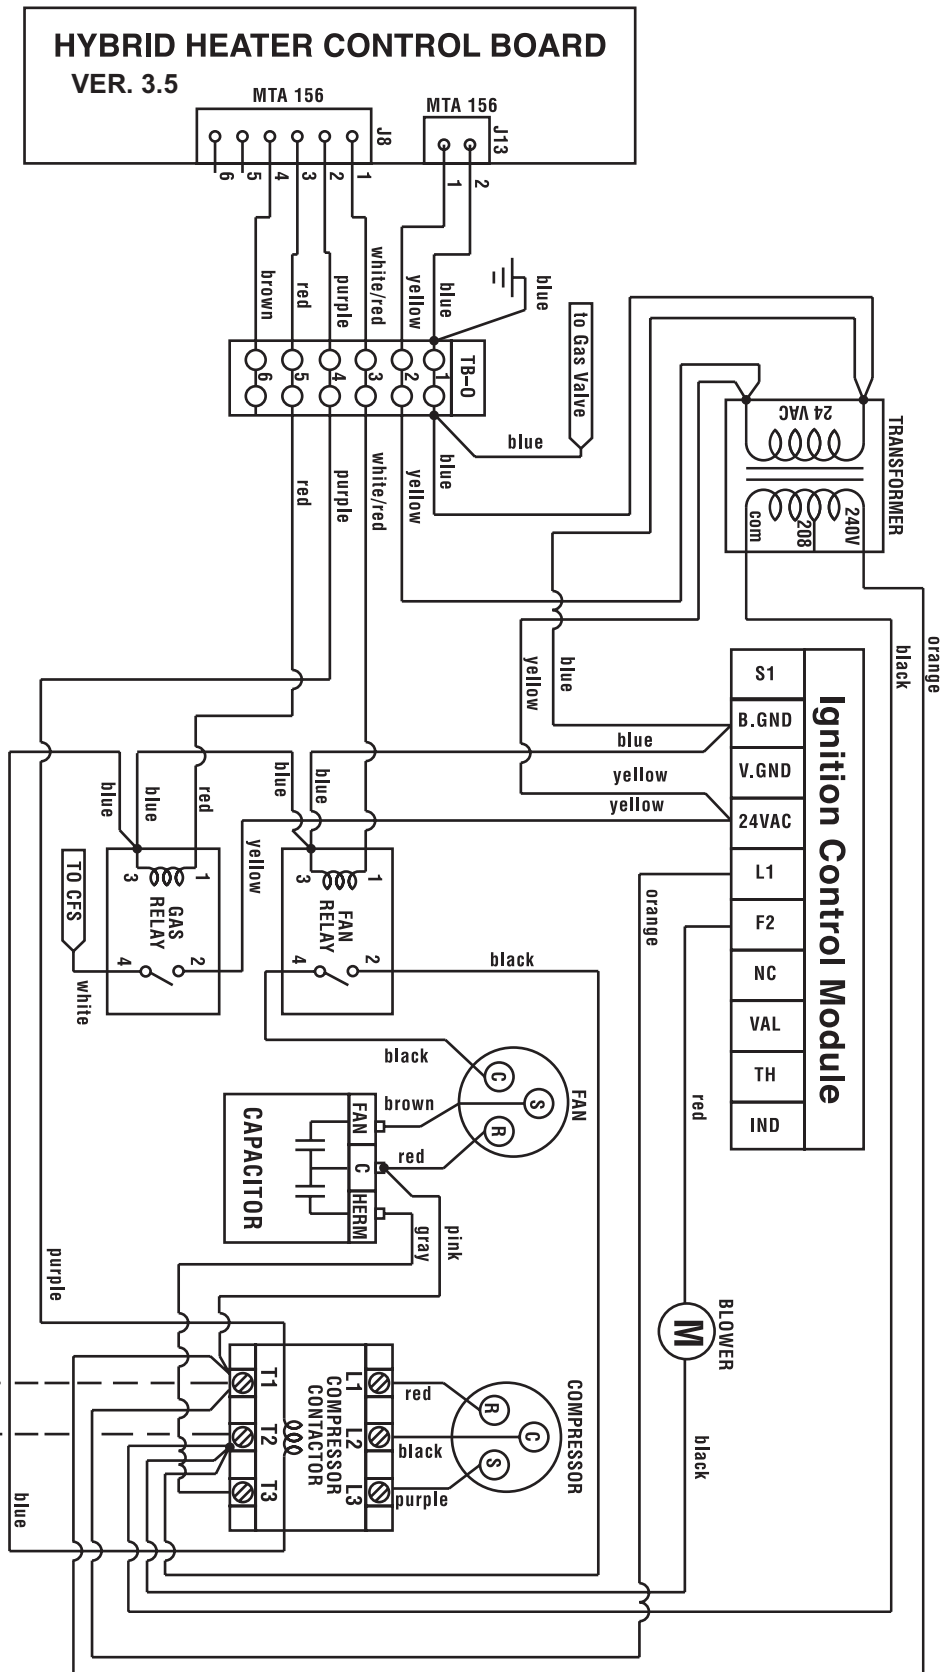 HYBRID HEATER CONTROL BOARD
VER. 3.5
MTA 156
J8
6
5
4
3
2
1
MTA 156
J13
1
2
brown
red
purple
white/red
yellow
blue
blue
to Gas Valve
TB-O
6
5
4
3
2
1
blue
red
purple
white/red
yellow
blue
24 VAC
TRANSFORMER
com
208
240V
orange
black
yellow
blue
Ignition Control Module
S1
B.GND
V.GND
24VAC
L1
F2
NC
VAL
TH
IND
blue
yellow
yellow
blue
blue
red
blue
blue
yellow
TO CFS
3
1
GAS
RELAY
4
2
white
3
1
FAN
RELAY
4
2
black
orange
black
C
S
R
FAN
brown
red
red
CAPACITOR
FAN
C
HERM
gray
pink
purple
BLOWER
M
black
T1
T2
T3
COMPRESSOR
CONTACTOR
L1
L2
L3
red
black
purple
R
C
S
COMPRESSOR
blue